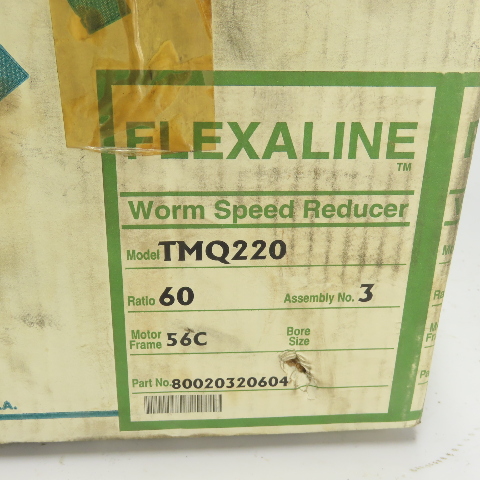 FLEXALINE
TM
Worm Speed Reducer
Model TMQ220
Ratio 60 Assembly No. 3
Motor Frame 56C Bore Size
Part No. 80020320604
.A.